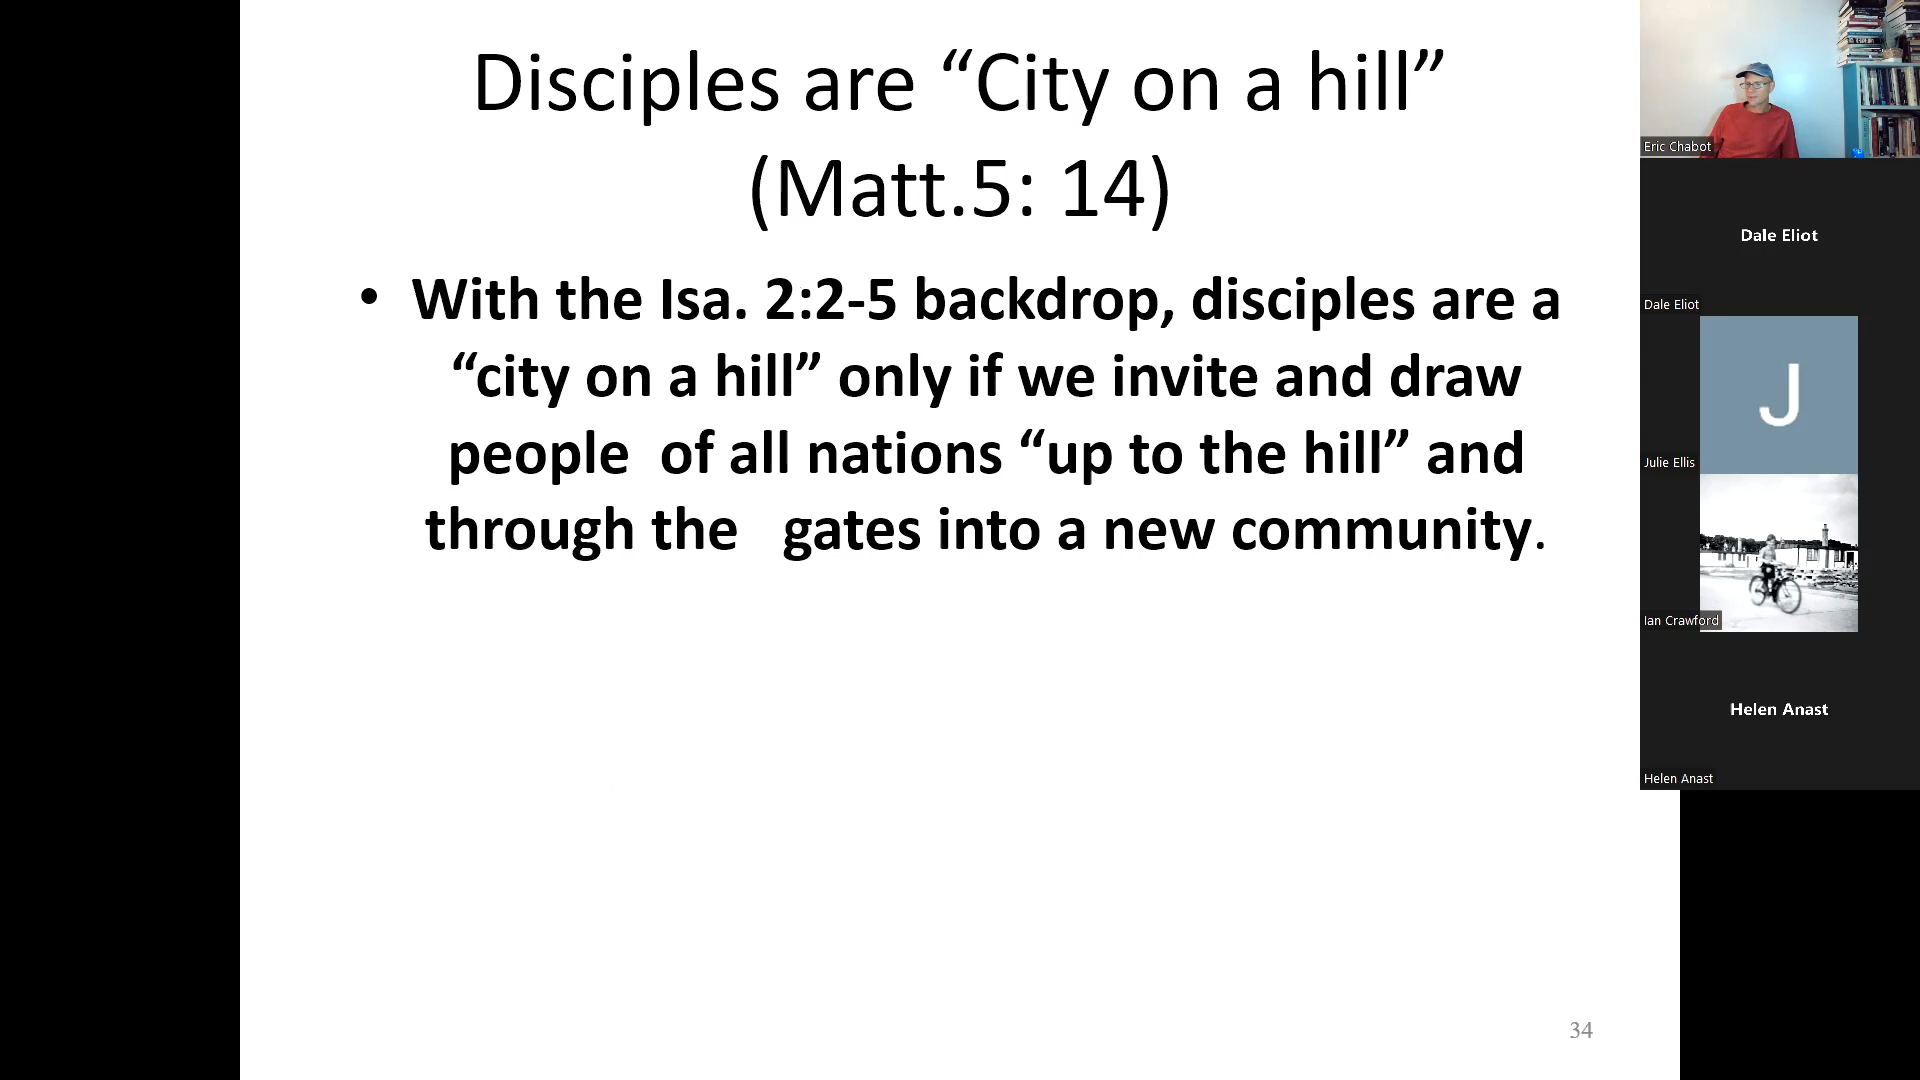 Disciples are “City on a hill”
(Matt.5: 14)
• With the Isa. 2:2-5 backdrop, disciples are a
“city on a hill” only if we invite and draw
people  of all nations “up to the hill” and
through the   gates into a new community.
34
Eric Chabot
Dale Eliot
Dale Eliot
J
Julie Ellis
Ian Crawford
Helen Anast
Helen Anast